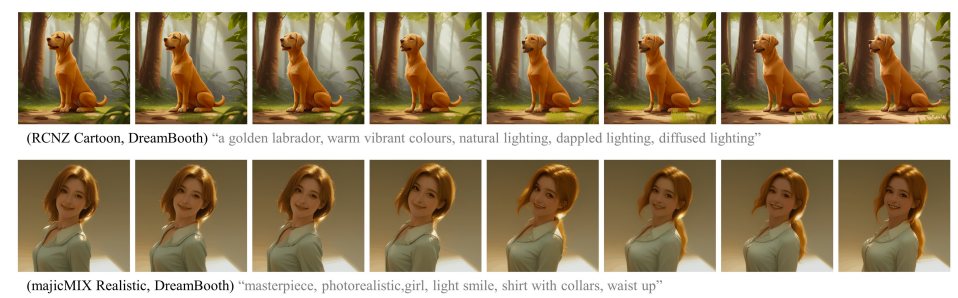 (RCNZ Cartoon, DreamBooth) “a golden labrador, warm vibrant colours, natural lighting, dappled lighting, diffused lighting”
(majicMIX Realistic, DreamBooth) “masterpiece, photorealistic,girl, light smile, shirt with collars, waist up”